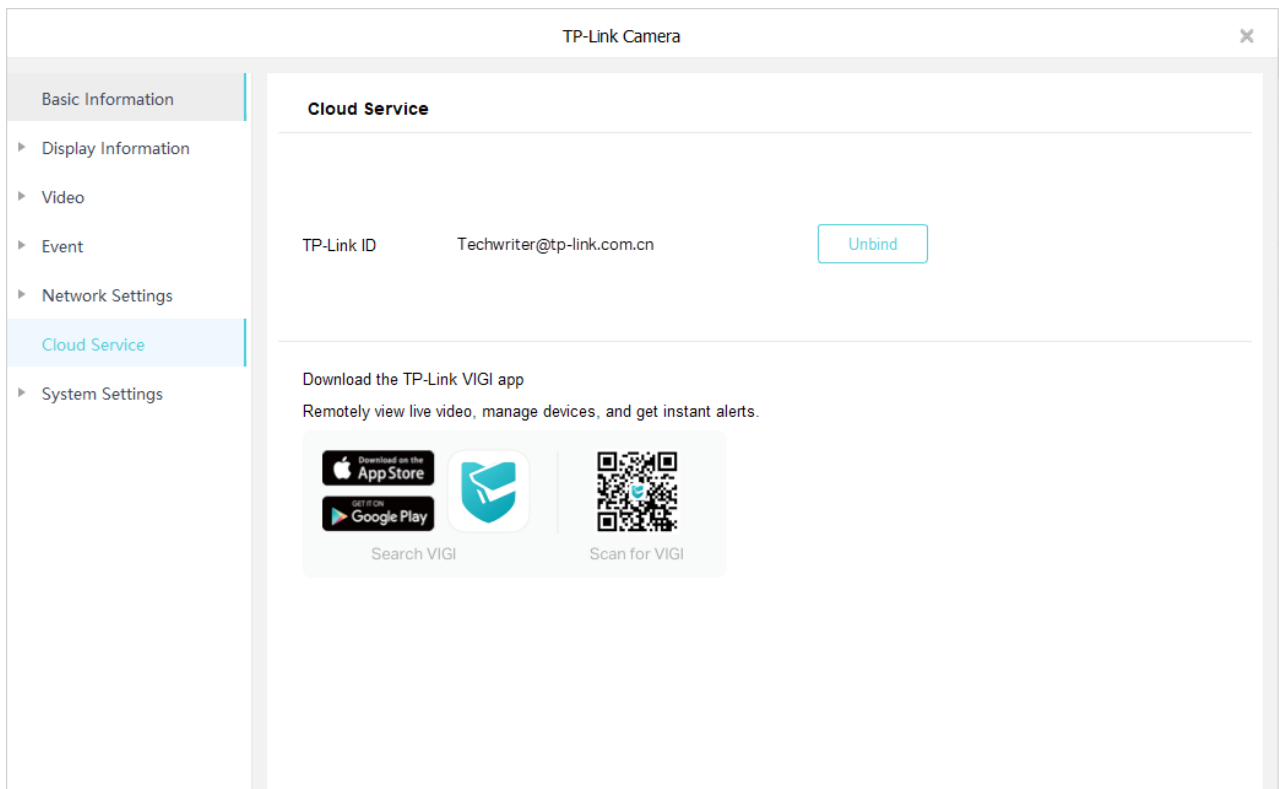 TP-Link Camera
Basic Information
Display Information
Video
Event
Network Settings
Cloud Service
System Settings
Cloud Service
TP-Link ID Techwriter@tp-link.com.cn Unbind
Download the TP-Link VIGI app
Remotely view live video, manage devices, and get instant alerts.
Download on the
App Store
GET IT ON
Google Play
Search VIGI
Scan for VIGI